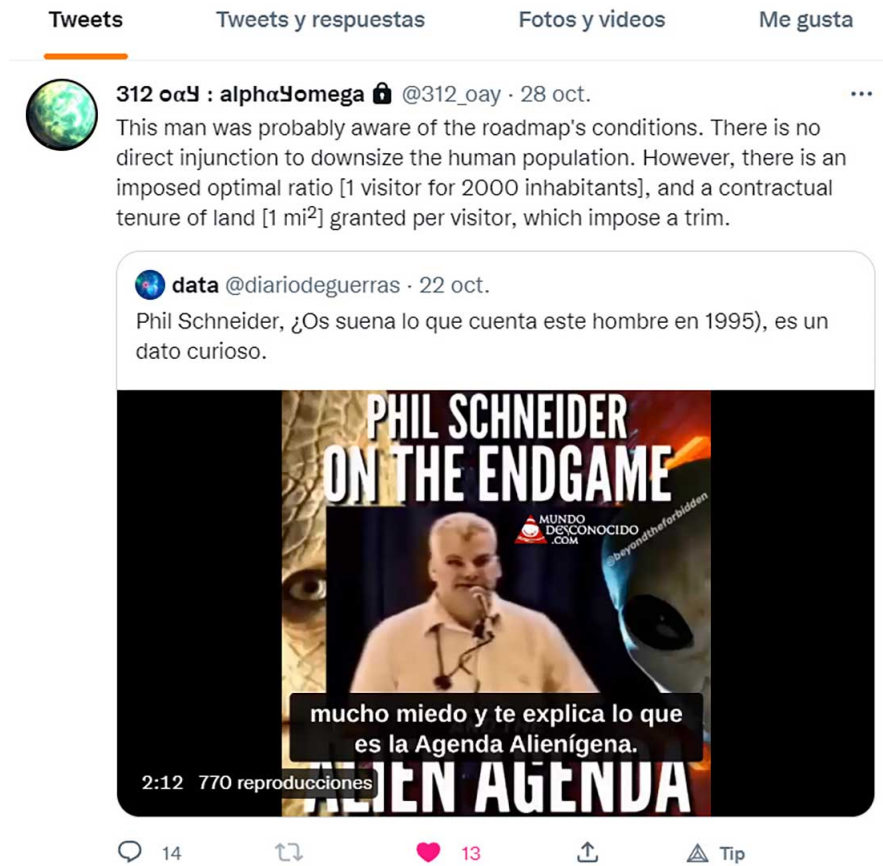 Tweets Tweets y respuestas Fotos y videos Me gusta
312 oαꓬ : alphaꓬomega @312_oay · 28 oct.
This man was probably aware of the roadmap's conditions. There is no
direct injunction to downsize the human population. However, there is an
imposed optimal ratio [1 visitor for 2000 inhabitants], and a contractual
tenure of land [1 mi²] granted per visitor, which impose a trim.
data @diariodeguerras · 22 oct.
Phil Schneider, ¿Os suena lo que cuenta este hombre en 1995), es un
dato curioso.
PHIL SCHNEIDER
ON THE ENDGAME
MUNDO
DESCONOCIDO
.COM
@beyondtheforbidden
mucho miedo y te explica lo que
es la Agenda Alienígena.
ALIEN AGENDA
2:12 770 reproducciones
14 13 Tip